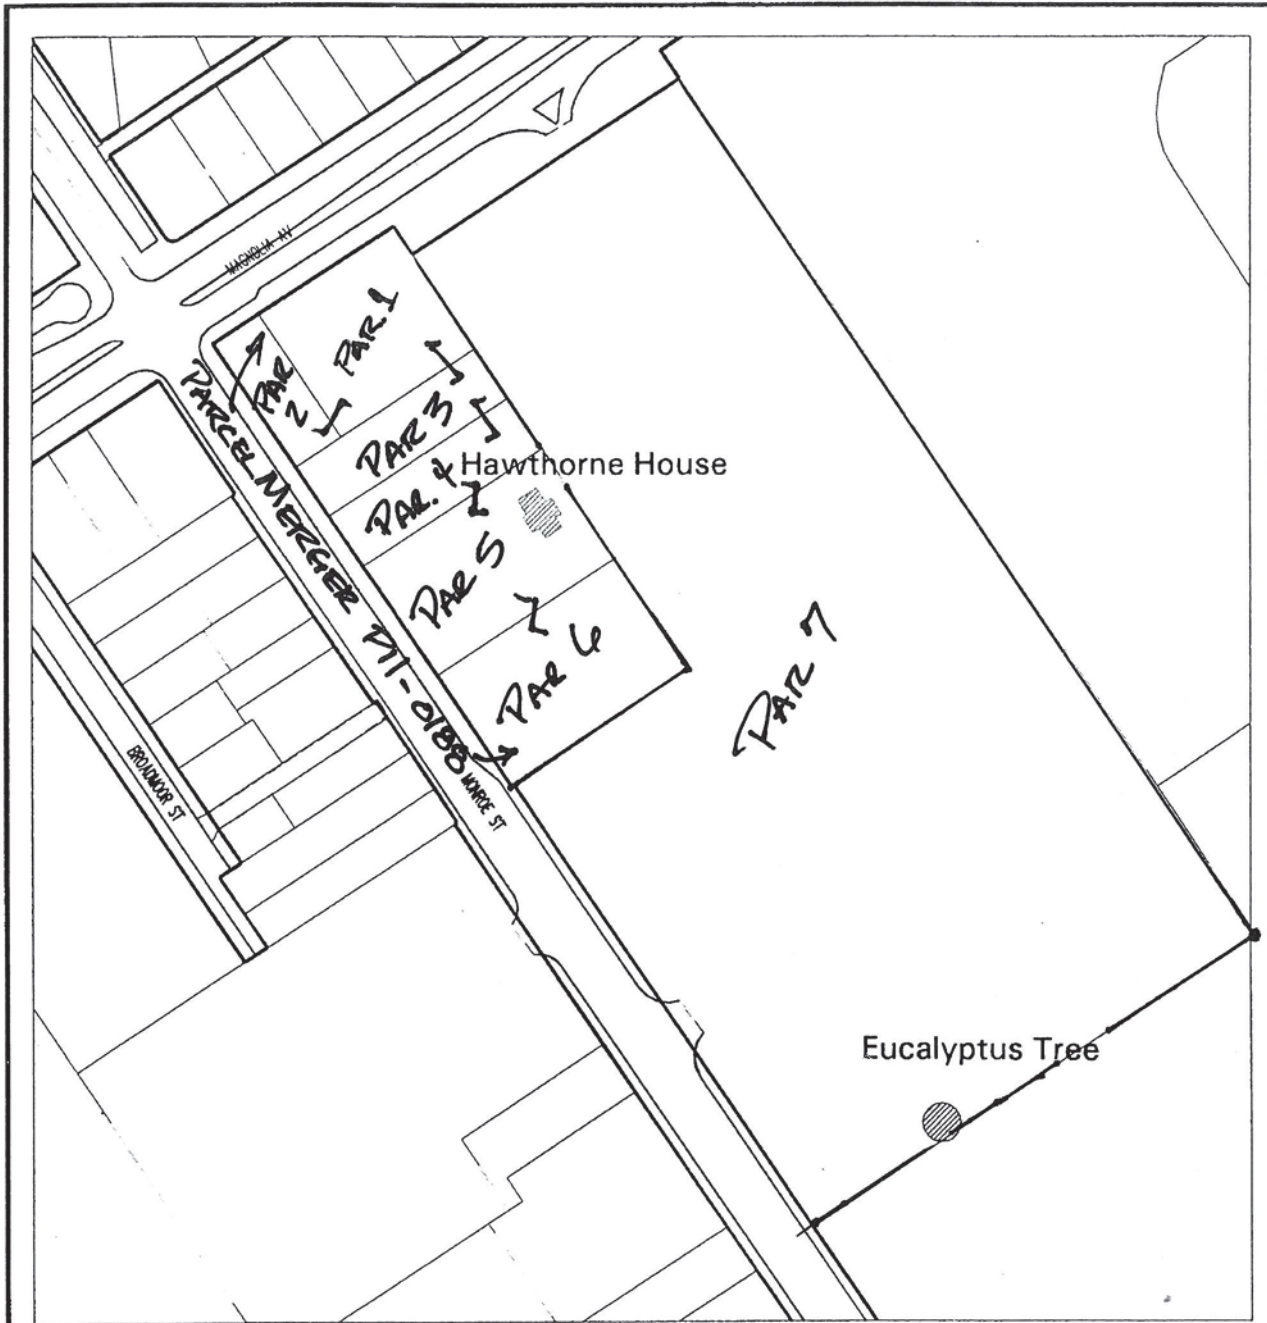 MAGNOLIA AV
PAR. 1
PAR 2
PAR 3
PAR. 4
Hawthorne House
PAR 5
PAR 6
PARCEL MERGER P11-0188
PAR 7
BROADMOOR ST
MONROE ST
Eucalyptus Tree